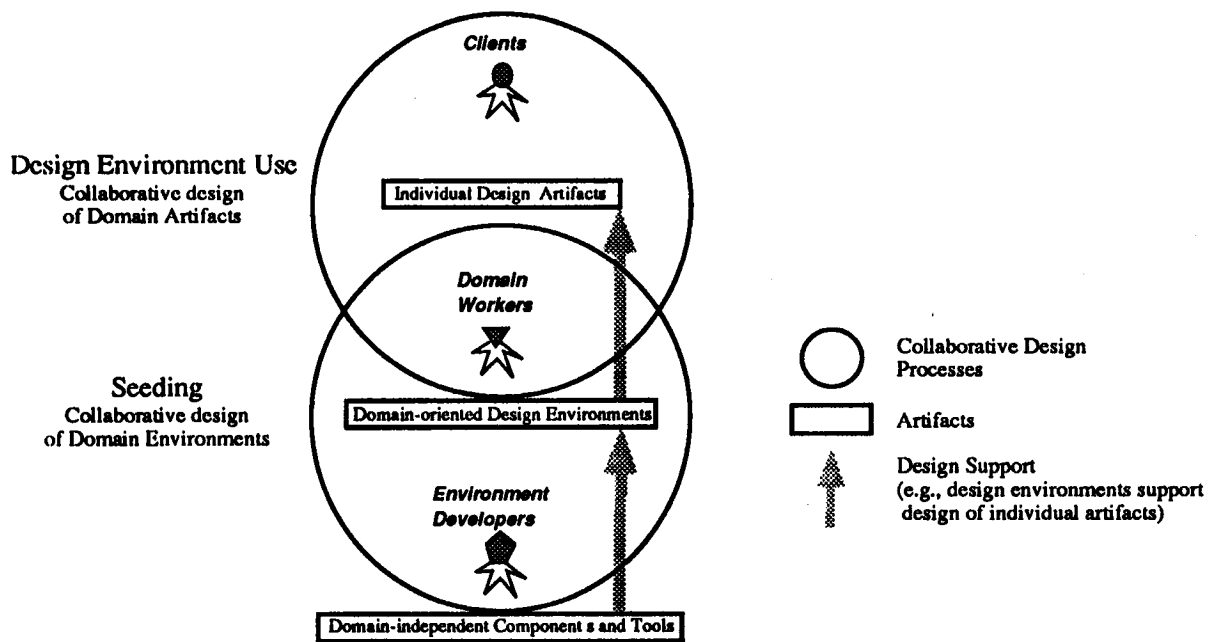 Clients
Design Environment Use
Collaborative design
of Domain Artifacts
Individual Design Artifacts
Domain
Workers
Seeding
Collaborative design
of Domain Environments
Domain-oriented Design Environments
Environment
Developers
Domain-independent Components and Tools
Collaborative Design
Processes
Artifacts
Design Support
(e.g., design environments support
design of individual artifacts)